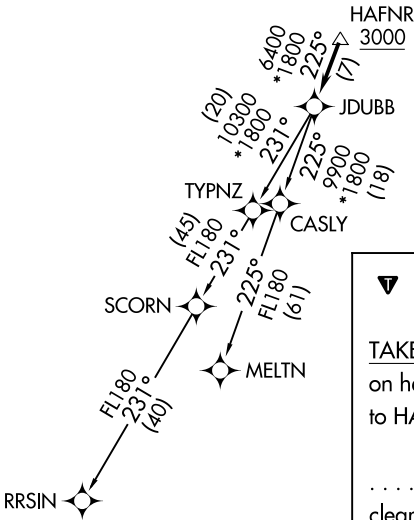 HAFNR
3000
6400
*1800
225°
(7)
JDUBB
(20)
10300
*1800
231°
225°
9900
*1800
(18)
TYPNZ
CASLY
(45)
FL180
231°
225°
FL180
(61)
SCORN
MELTN
FL180
231°
(40)
RRSIN
T
TAKE
on he
to HA
. . . .
clear